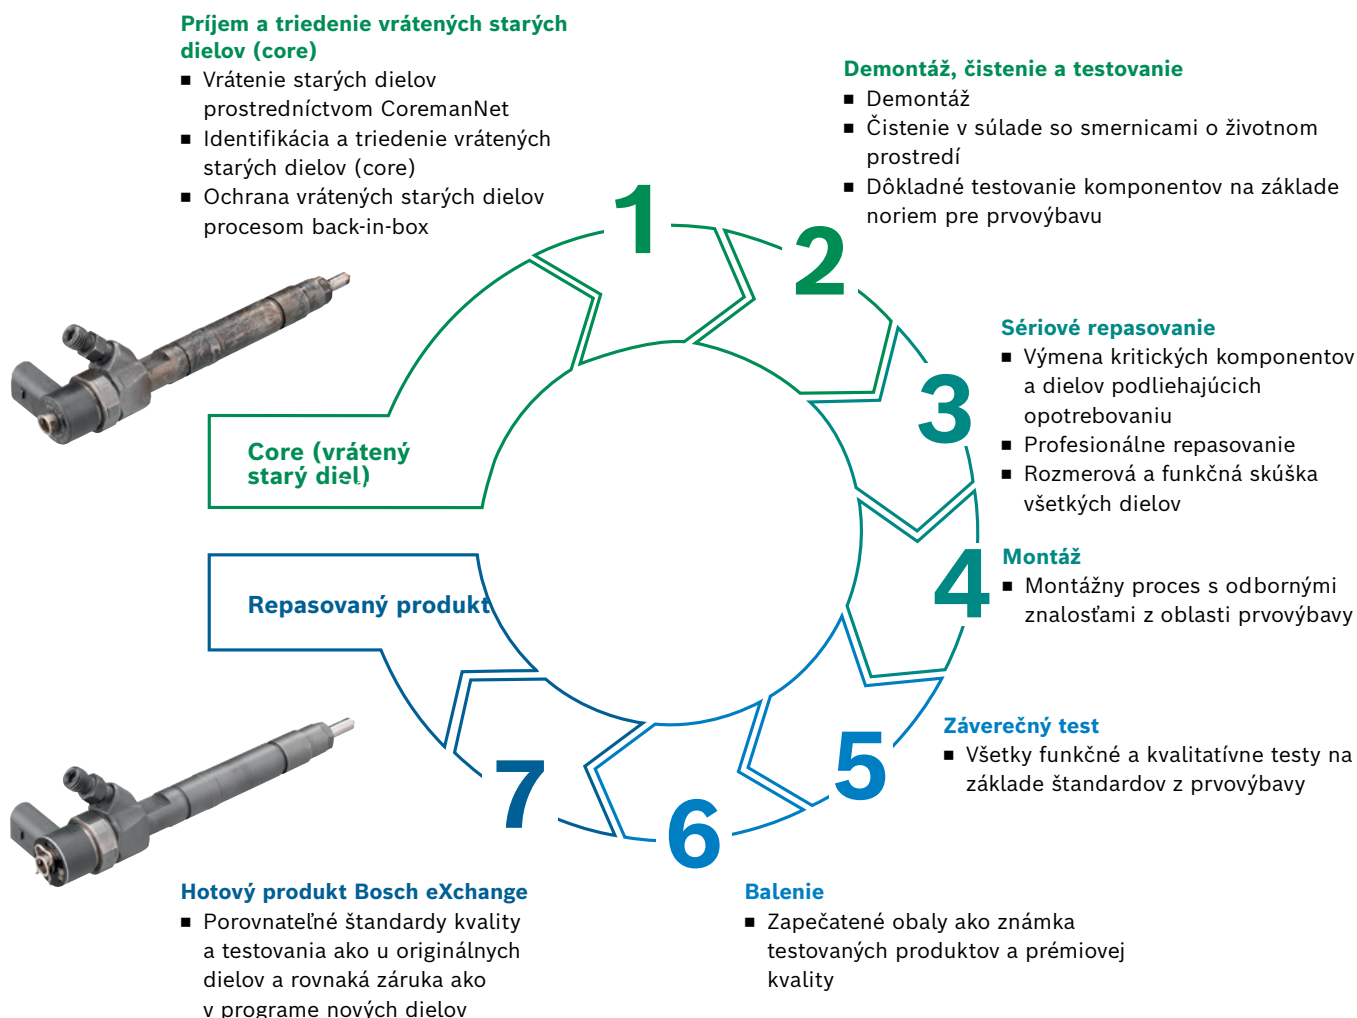 Príjem a triedenie vrátených starých
dielov (core)
▪ Vrátenie starých dielov
prostredníctvom CoremanNet
▪ Identifikácia a triedenie vrátených
starých dielov (core)
▪ Ochrana vrátených starých dielov
procesom back-in-box
1
Demontáž, čistenie a testovanie
▪ Demontáž
▪ Čistenie v súlade so smernicami o životnom
prostredí
▪ Dôkladné testovanie komponentov na základe
noriem pre prvovýbavu
2
Sériové repasovanie
▪ Výmena kritických komponentov
a dielov podliehajúcich
opotrebovaniu
▪ Profesionálne repasovanie
▪ Rozmerová a funkčná skúška
všetkých dielov
3
Core (vrátený
starý diel)
Montáž
▪ Montážny proces s odbornými
znalosťami z oblasti prvovýbavy
4
Repasovaný produkt
Záverečný test
▪ Všetky funkčné a kvalitatívne testy na
základe štandardov z prvovýbavy
5
6
7
Balenie
▪ Zapečatené obaly ako známka
testovaných produktov a prémiovej
kvality
Hotový produkt Bosch eXchange
▪ Porovnateľné štandardy kvality
a testovania ako u originálnych
dielov a rovnaká záruka ako
v programe nových dielov